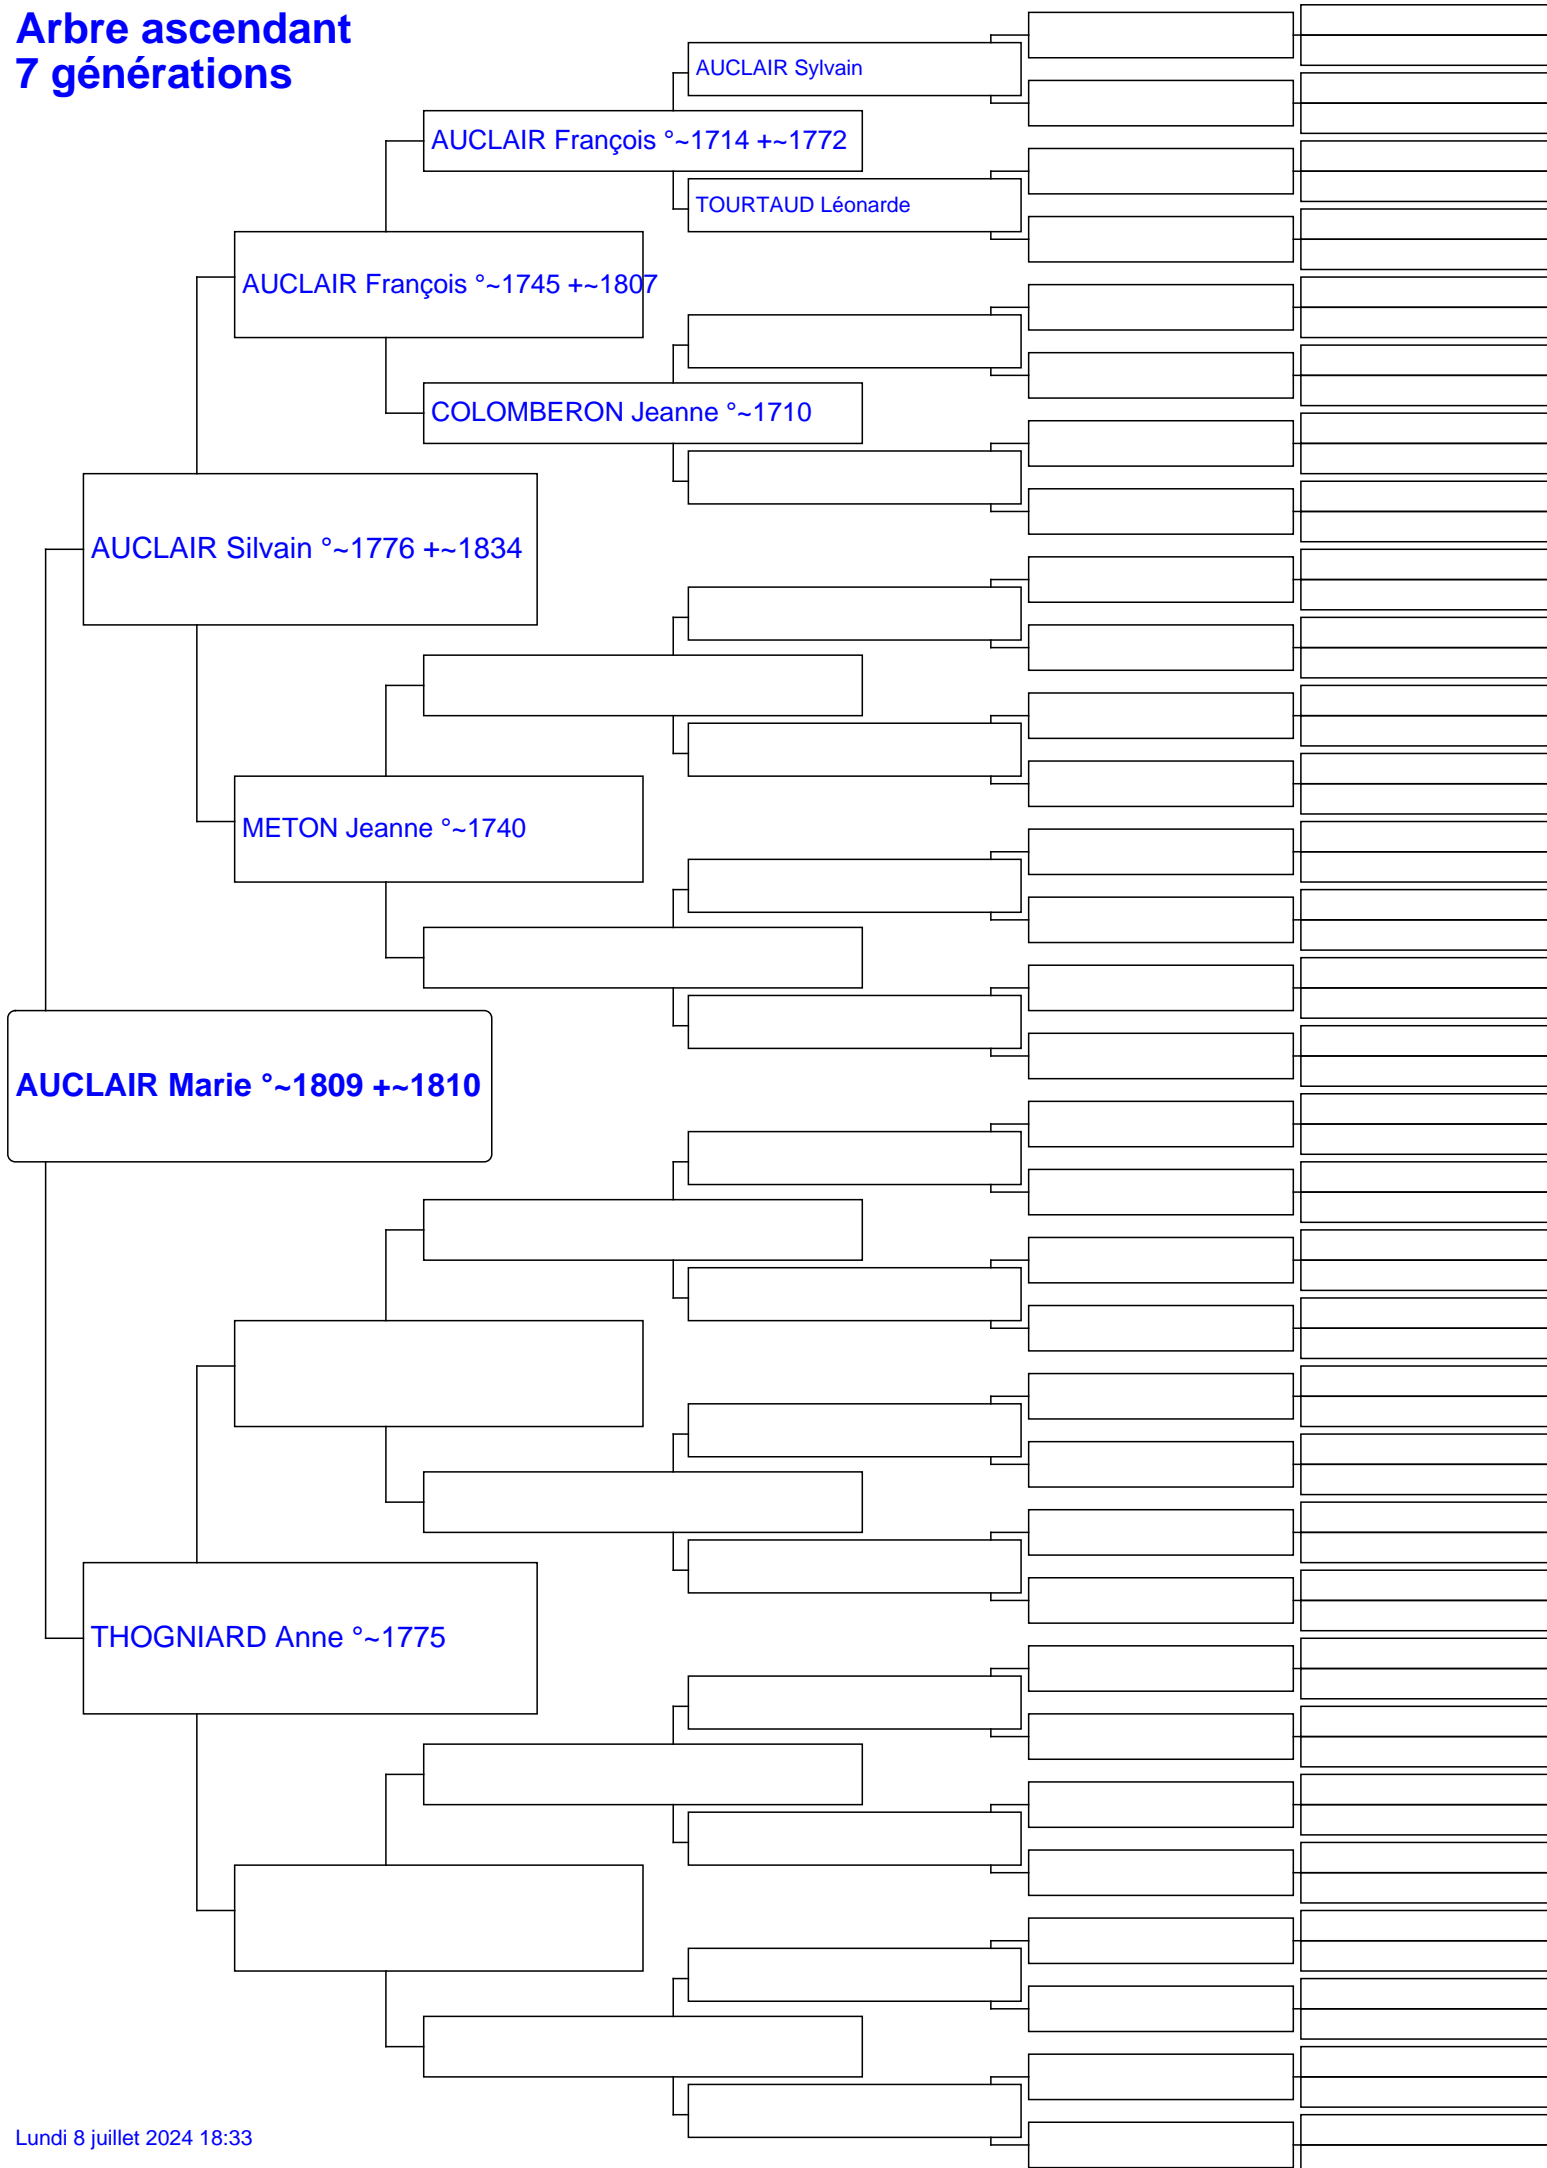 Arbre ascendant
7 générations
AUCLAIR Sylvain
AUCLAIR François °~1714 +~1772
TOURTAUD Léonarde
AUCLAIR François °~1745 +~1807
COLOMBERON Jeanne °~1710
AUCLAIR Silvain °~1776 +~1834
METON Jeanne °~1740
AUCLAIR Marie °~1809 +~1810
THOGNIARD Anne °~1775
Lundi 8 juillet 2024 18:33